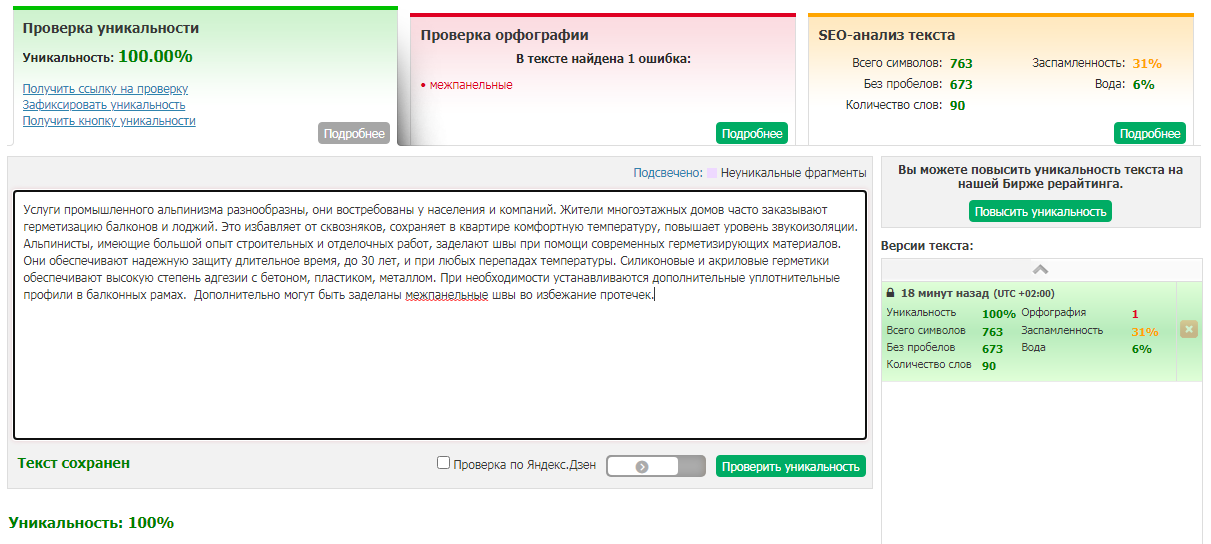 Проверка уникальности
Уникальность: 100.00%
Получить ссылку на проверку
Зафиксировать уникальность
Получить кнопку уникальности
Подробнее
Проверка орфографии
В тексте найдена 1 ошибка:
• межпанельные
Подробнее
SEO-анализ текста
Всего символов: 763 Заспамленность: 31%
Без пробелов: 673 Вода: 6%
Количество слов: 90
Подробнее
Подсвечено: Неуникальные фрагменты
Услуги промышленного альпинизма разнообразны, они востребованы у населения и компаний. Жители многоэтажных домов часто заказывают
герметизацию балконов и лоджий. Это избавляет от сквозняков, сохраняет в квартире комфортную температуру, повышает уровень звукоизоляции.
Альпинисты, имеющие большой опыт строительных и отделочных работ, заделают швы при помощи современных герметизирующих материалов.
Они обеспечивают надежную защиту длительное время, до 30 лет, и при любых перепадах температуры. Силиконовые и акриловые герметики
обеспечивают высокую степень адгезии с бетоном, пластиком, металлом. При необходимости устанавливаются дополнительные уплотнительные
профили в балконных рамах.  Дополнительно могут быть заделаны межпанельные швы во избежание протечек.
Текст сохранен
Проверка по Яндекс.Дзен
Проверить уникальность
Уникальность: 100%
Вы можете повысить уникальность текста на
нашей Бирже рерайтинга.
Повысить уникальность
Версии текста:
18 минут назад (UTC +02:00)
Уникальность 100% Орфография 1
Всего символов 763 Заспамленность 31%
Без пробелов 673 Вода 6%
Количество слов 90